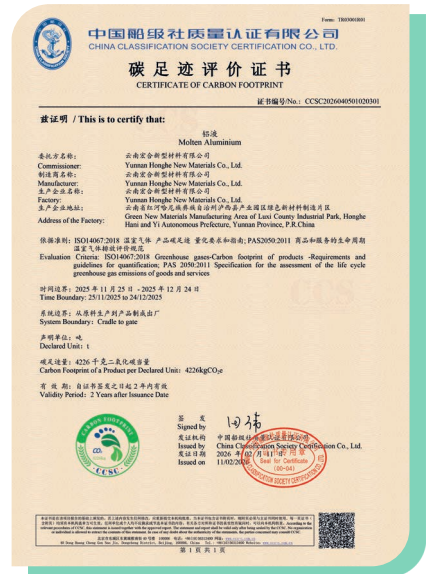 Form: TR0300R01
中国船级社质量认证有限公司
CHINA CLASSIFICATION SOCIETY CERTIFICATION CO., LTD.
碳足迹评价证书
CERTIFICATE OF CARBON FOOTPRINT
证书编号/No.: CCSC2026040501020301
兹证明 / This is to certify that:
铝液
Molten Aluminium
委托方名称: 云南宏合新型材料有限公司
Commissioner: Yunnan Honghe New Materials Co., Ltd.
制造商名称: 云南宏合新型材料有限公司
Manufacturer: Yunnan Honghe New Materials Co., Ltd.
生产企业名称: 云南宏合新型材料有限公司
Factory: Yunnan Honghe New Materials Co., Ltd.
生产企业地址: 云南省红河哈尼族彝族自治州泸西县产业园区绿色新材料制造片区
Address of the Factory: Green New Materials Manufacturing Area of Luxi County Industrial Park, Honghe
Hani and Yi Autonomous Prefecture, Yunnan Province, P.R.China
依据准则: ISO14067:2018 温室气体 产品碳足迹 量化要求和指南; PAS2050:2011 商品和服务的生命周期
温室气体排放评价规范
Evaluation Criteria: ISO14067:2018 Greenhouse gases-Carbon footprint of products -Requirements and
guidelines for quantification; PAS 2050:2011 Specification for the assessment of the life cycle
greenhouse gas emissions of goods and services
时间边界: 2025 年 11 月 25 日 - 2025 年 12 月 24 日
Time Boundary: 25/11/2025 to 24/12/2025
系统边界: 从原料生产到产品制成出厂
System Boundary: Cradle to gate
声明单位: 吨
Declared Unit: t
碳足迹量: 4226 千克二氧化碳当量
Carbon Footprint of a Product per Declared Unit: 4226kgCO₂e
有 效 期: 自证书签发之日起 2 年内有效
Validity Period: 2 Years after Issuance Date
签 发
Signed by
发证机构 中国船级社质量认证有限公司
Issued by China Classification Society Certification Co., Ltd.
发证日期 2026 年 02 月 11 日
Issued on 11/02/2026
CARBON FOOTPRINT
CO₂
CCSC
Seal for Certificate
(00-04)
第 1 页 共 1 页